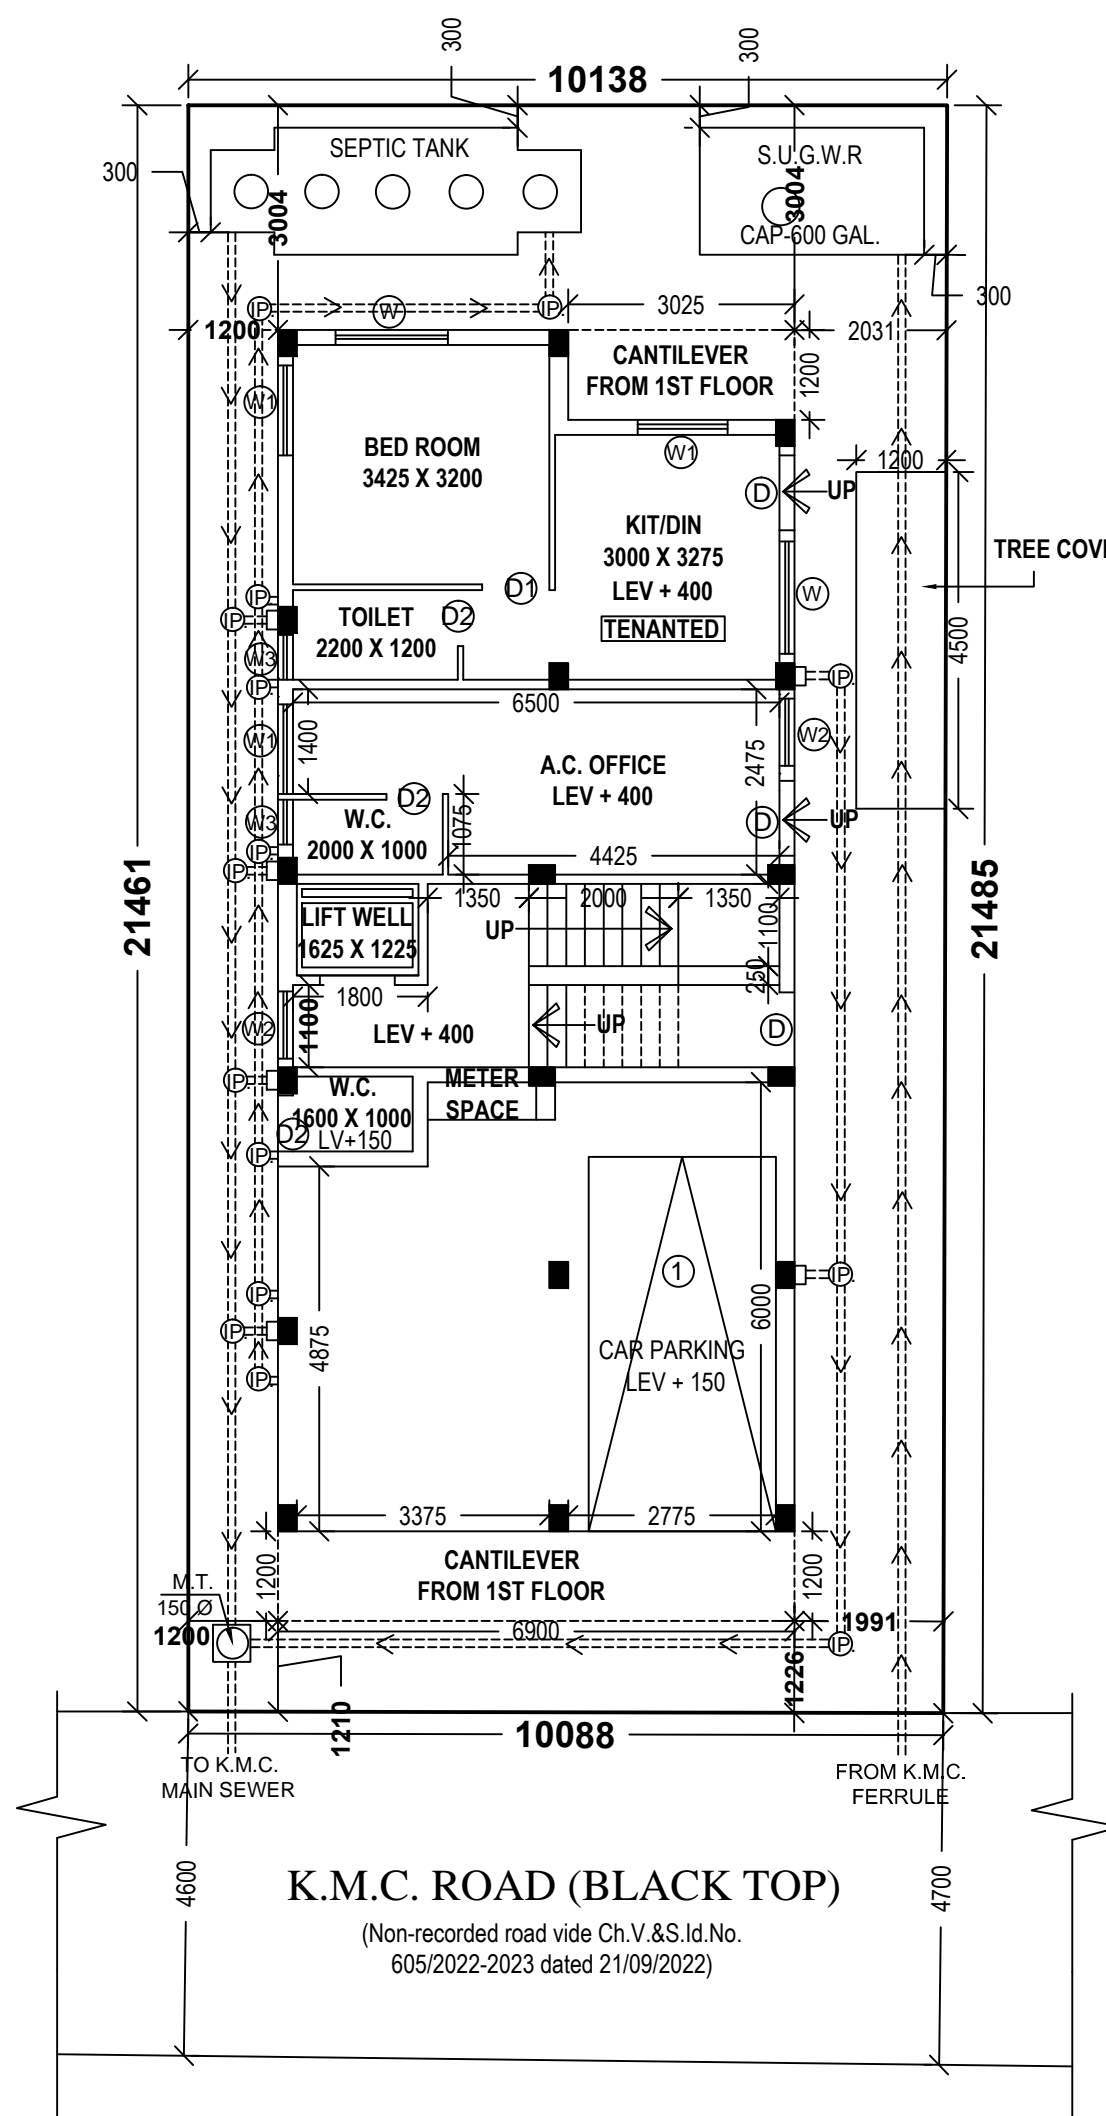 300
300
10138
SEPTIC TANK
S.U.G.W.R
300
3004
3004
CAP-600 GAL.
300
IP.
W
IP.
3025
1200
2031
CANTILEVER
FROM 1ST FLOOR
1200
W1
BED ROOM
3425 X 3200
W1
1200
D
UP
KIT/DIN
3000 X 3275
LEV + 400
TENANTED
TREE COV
D1
W
IP.
IP.
TOILET
2200 X 1200
D2
4500
W3
IP.
IP.
6500
1400
2475
W1
W2
A.C. OFFICE
LEV + 400
D2
W3
W.C.
2000 X 1000
1075
D
UP
IP.
IP.
4425
21461
21485
1350
2000
1350
LIFT WELL
1625 X 1225
UP
1100
250
1800
1100
W2
LEV + 400
UP
D
IP.
W.C.
1600 X 1000
LV+150
D2
METER
SPACE
IP.
1
IP.
IP.
6000
IP.
4875
CAR PARKING
LEV + 150
IP.
3375
2775
1200
CANTILEVER
FROM 1ST FLOOR
1200
M.T.
150 Ø
1200
6900
1991
IP.
1226
1210
10088
TO K.M.C.
MAIN SEWER
FROM K.M.C.
FERRULE
4600
4700
K.M.C. ROAD (BLACK TOP)
(Non-recorded road vide Ch.V.&S.Id.No.
605/2022-2023 dated 21/09/2022)